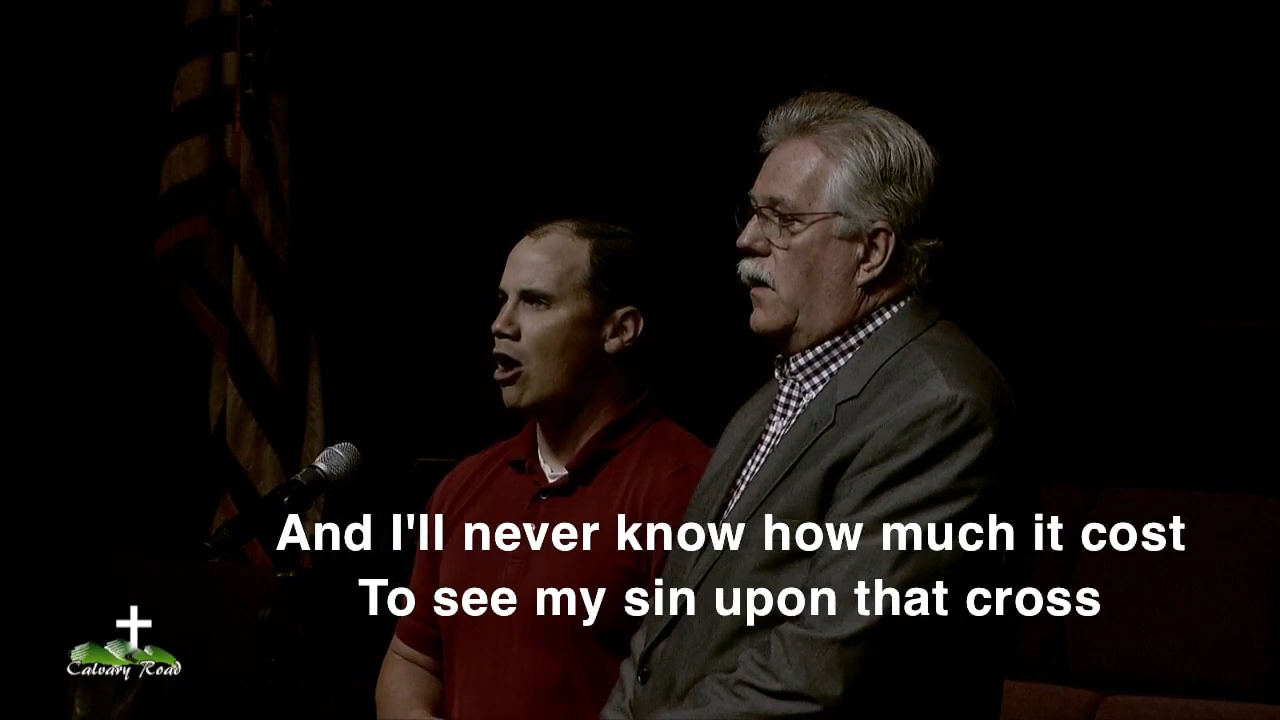 And I'll never know how much it cost
To see my sin upon that cross
Calvary Road